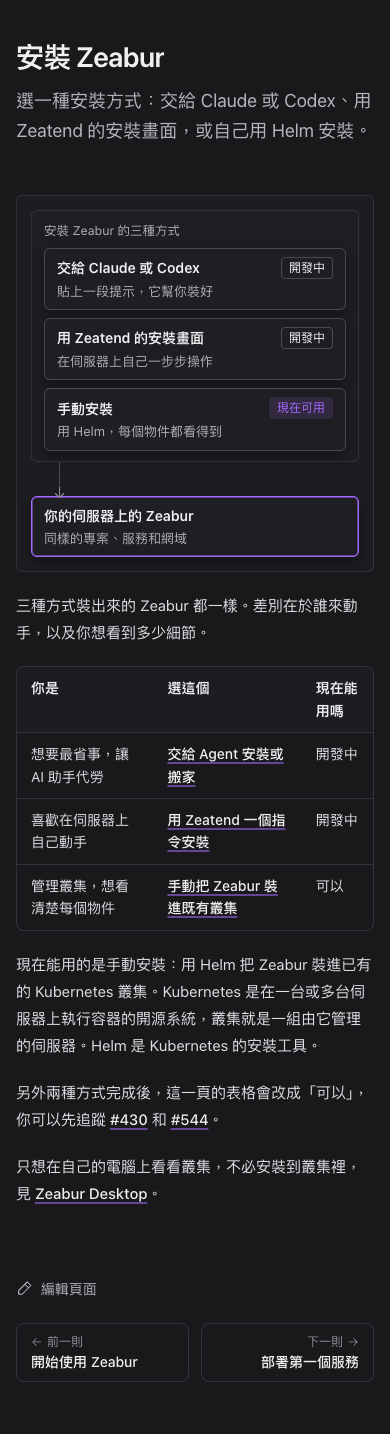 安裝 Zeabur
選一種安裝方式：交給 Claude 或 Codex、用
Zeatend 的安裝畫面，或自己用 Helm 安裝。
安裝 Zeabur 的三種方式
交給 Claude 或 Codex
開發中
貼上一段提示，它幫你裝好
用 Zeatend 的安裝畫面
開發中
在伺服器上自己一步步操作
手動安裝
現在可用
用 Helm，每個物件都看得到
你的伺服器上的 Zeabur
同樣的專案、服務和網域
三種方式裝出來的 Zeabur 都一樣。差別在於誰來動
手，以及你想看到多少細節。
你是
選這個
現在能
用嗎
想要最省事，讓
AI 助手代勞
交給 Agent 安裝或
搬家
開發中
喜歡在伺服器上
自己動手
用 Zeatend 一個指
令安裝
開發中
管理叢集，想看
清楚每個物件
手動把 Zeabur 裝
進既有叢集
可以
現在能用的是手動安裝：用 Helm 把 Zeabur 裝進已有
的 Kubernetes 叢集。Kubernetes 是在一台或多台伺
服器上執行容器的開源系統，叢集就是一組由它管理
的伺服器。Helm 是 Kubernetes 的安裝工具。
另外兩種方式完成後，這一頁的表格會改成「可以」，
你可以先追蹤 #430 和 #544。
只想在自己的電腦上看看叢集，不必安裝到叢集裡，
見 Zeabur Desktop。
編輯頁面
← 前一則
開始使用 Zeabur
下一則 →
部署第一個服務